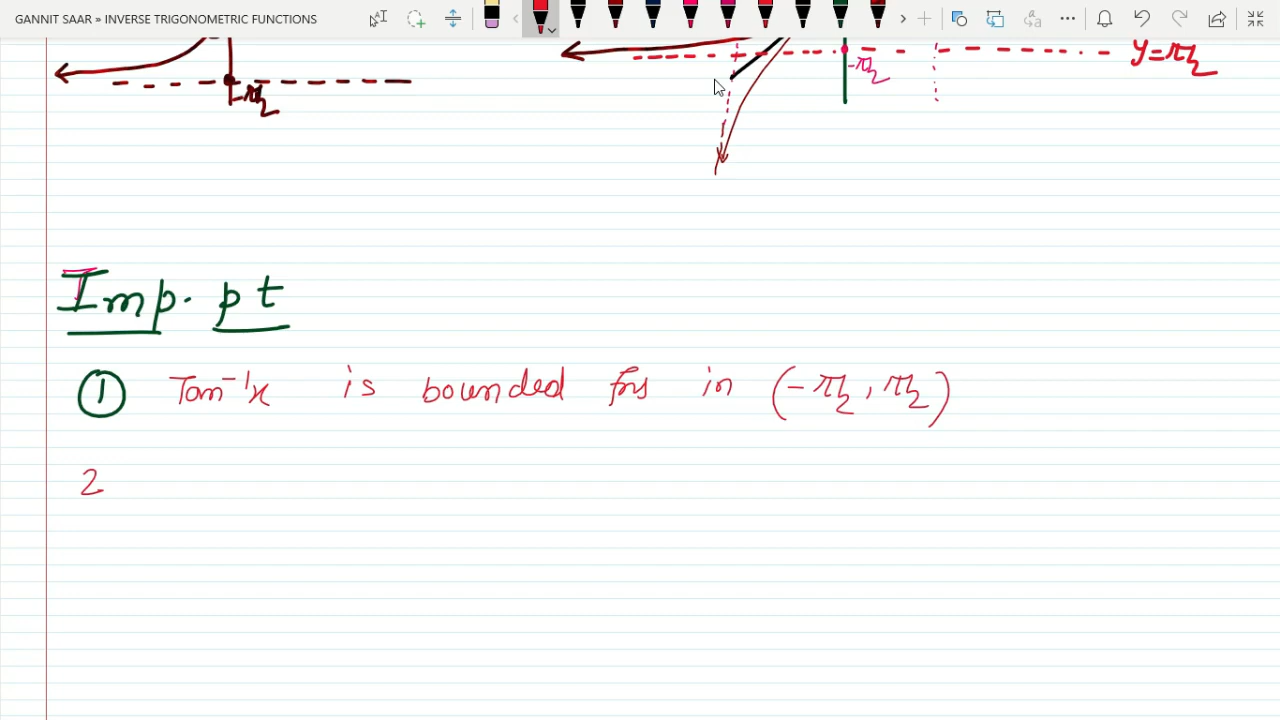 GANNIT SAAR » INVERSE TRIGONOMETRIC FUNCTIONS
y=π/2
-π/2
-π/2
Imp. pt
① Tan⁻¹x is bounded fns in (-π/2, π/2)
2